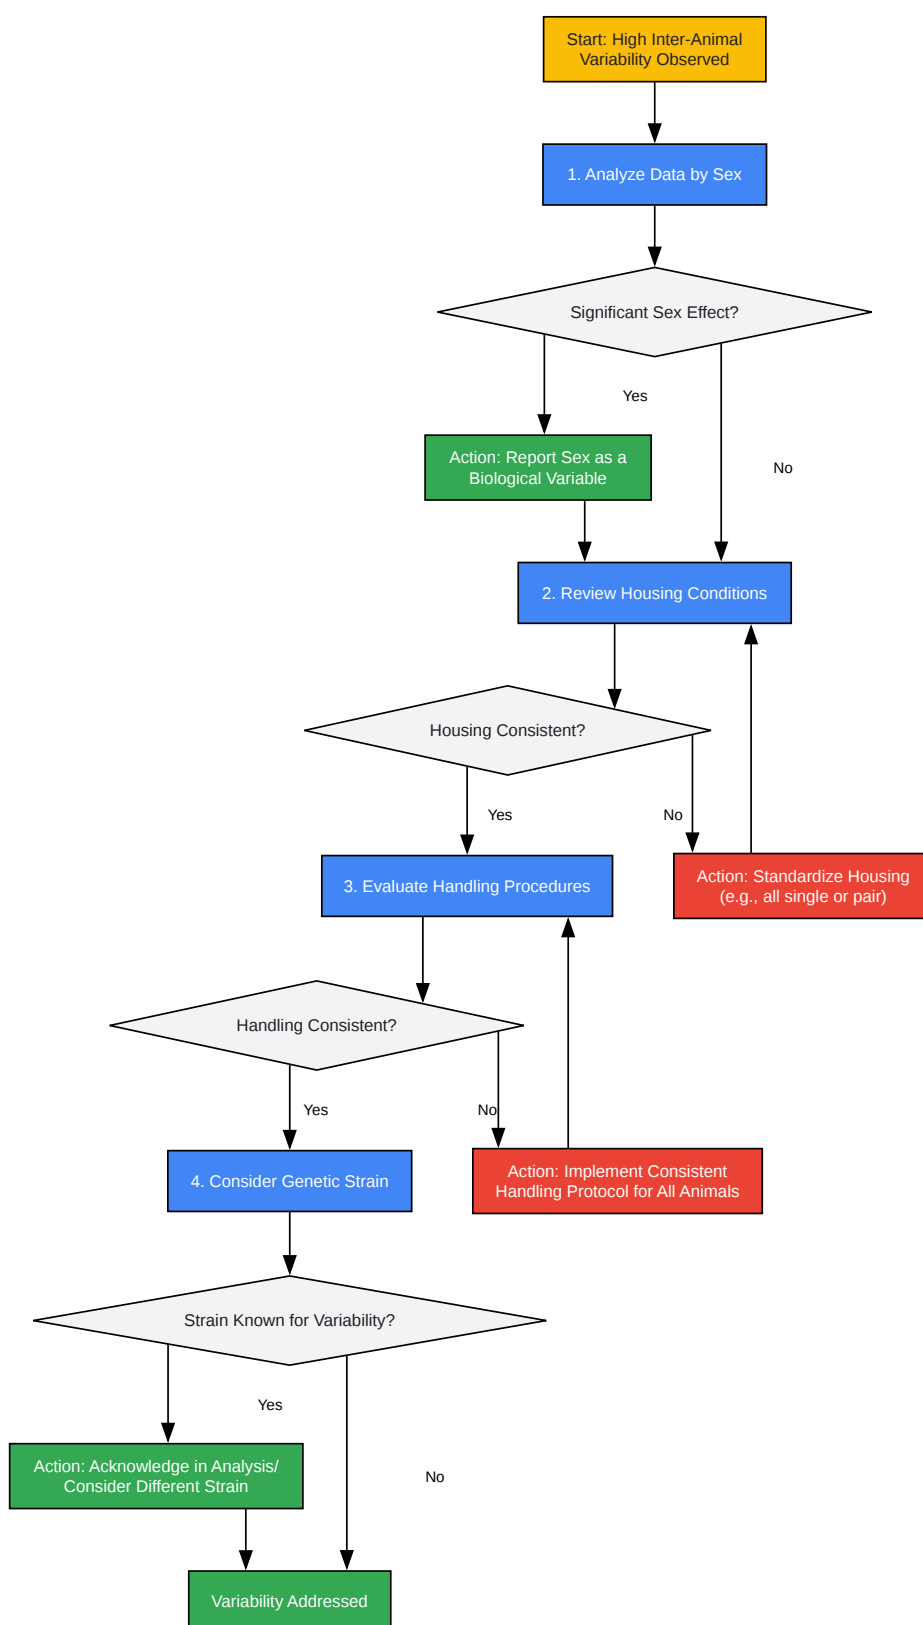 Start: High Inter-Animal
Variability Observed
1. Analyze Data by Sex
Significant Sex Effect?
Yes
Action: Report Sex as a
Biological Variable
No
2. Review Housing Conditions
Housing Consistent?
Yes
No
3. Evaluate Handling Procedures
Action: Standardize Housing
(e.g., all single or pair)
Handling Consistent?
Yes
No
4. Consider Genetic Strain
Action: Implement Consistent
Handling Protocol for All Animals
Strain Known for Variability?
Yes
Action: Acknowledge in Analysis/
Consider Different Strain
No
Variability Addressed